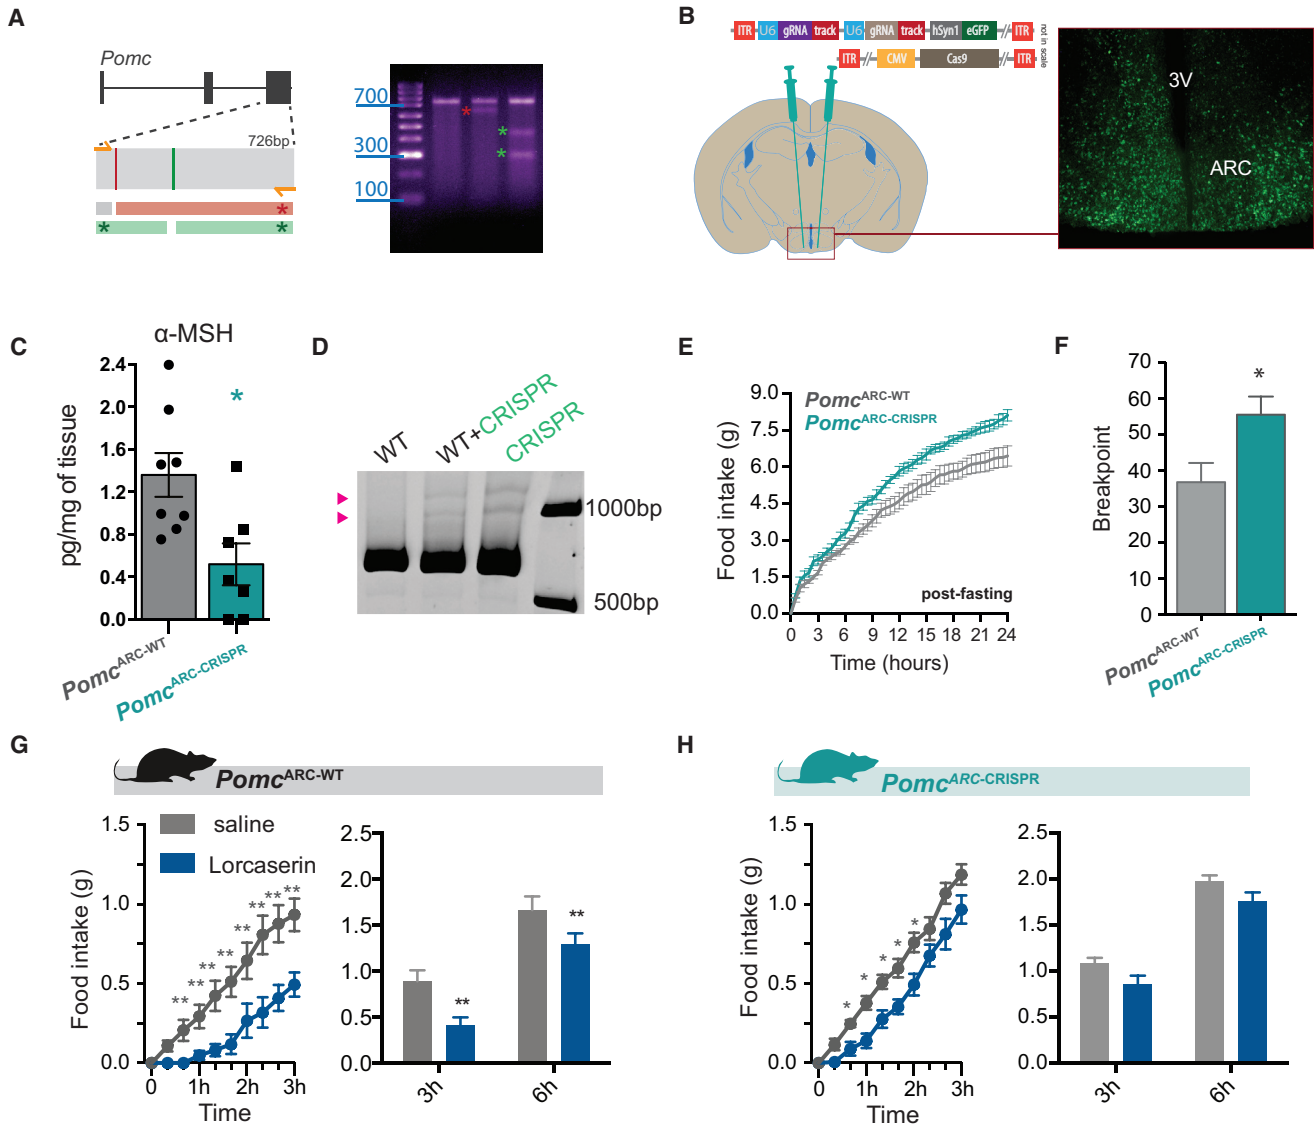 A
Pomc
726bp
*
* *
700
300
100
*
*
*
B
ITR U6 gRNA track U6 gRNA track hSyn1 eGFP // ITR
ITR // CMV Cas9 // ITR
not in scale
3V
ARC
C
α-MSH
pg/mg of tissue
2.4
2.0
1.6
1.2
0.8
0.4
0.0
*
Pomc^ARC-WT
Pomc^ARC-CRISPR
D
WT
WT+CRISPR
CRISPR
1000bp
500bp
E
Food intake (g)
9.0
7.5
6.0
4.5
3.0
1.5
0.0
Pomc^ARC-WT
Pomc^ARC-CRISPR
post-fasting
0 3 6 9 12 15 18 21 24
Time (hours)
F
Breakpoint
70
60
50
40
30
20
10
0
*
Pomc^ARC-WT
Pomc^ARC-CRISPR
G
Pomc^ARC-WT
Food intake (g)
1.5
1.0
0.5
0.0
saline
Lorcaserin
** ** ** ** ** ** ** **
0 1h 2h 3h
Time
2.5
2.0
1.5
1.0
0.5
0.0
**
**
3h 6h
H
Pomc^ARC-CRISPR
Food intake (g)
1.5
1.0
0.5
0.0
* * * * *
0 1h 2h 3h
Time
2.5
2.0
1.5
1.0
0.5
0.0
3h 6h